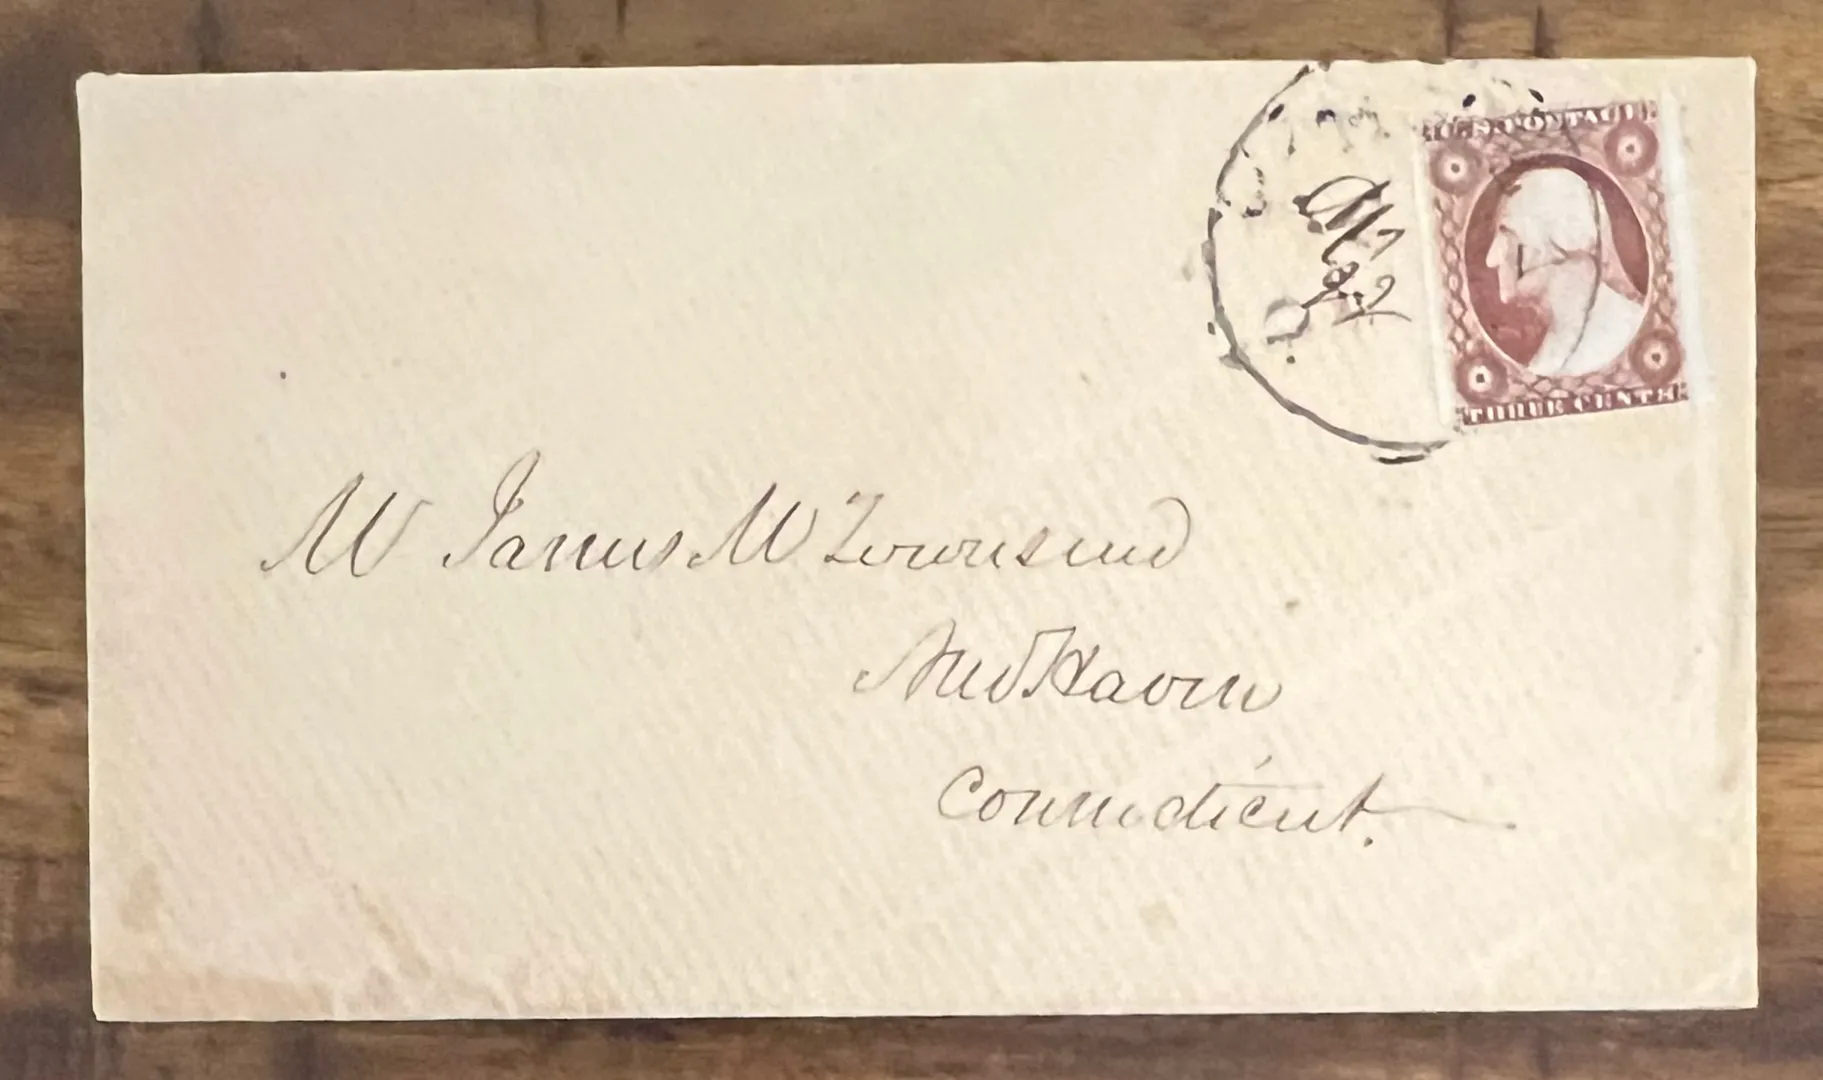 U.S. POSTAGE
THREE CENTS
Mr James M Townsend
New Haven
Connecticut.